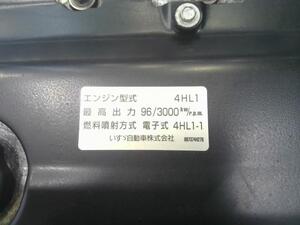 エンジン型式 4HL1
最高出力 96/3000 kW/r.p.m.
燃料噴射方式 電子式 4HL1-1
いすゞ自動車株式会社